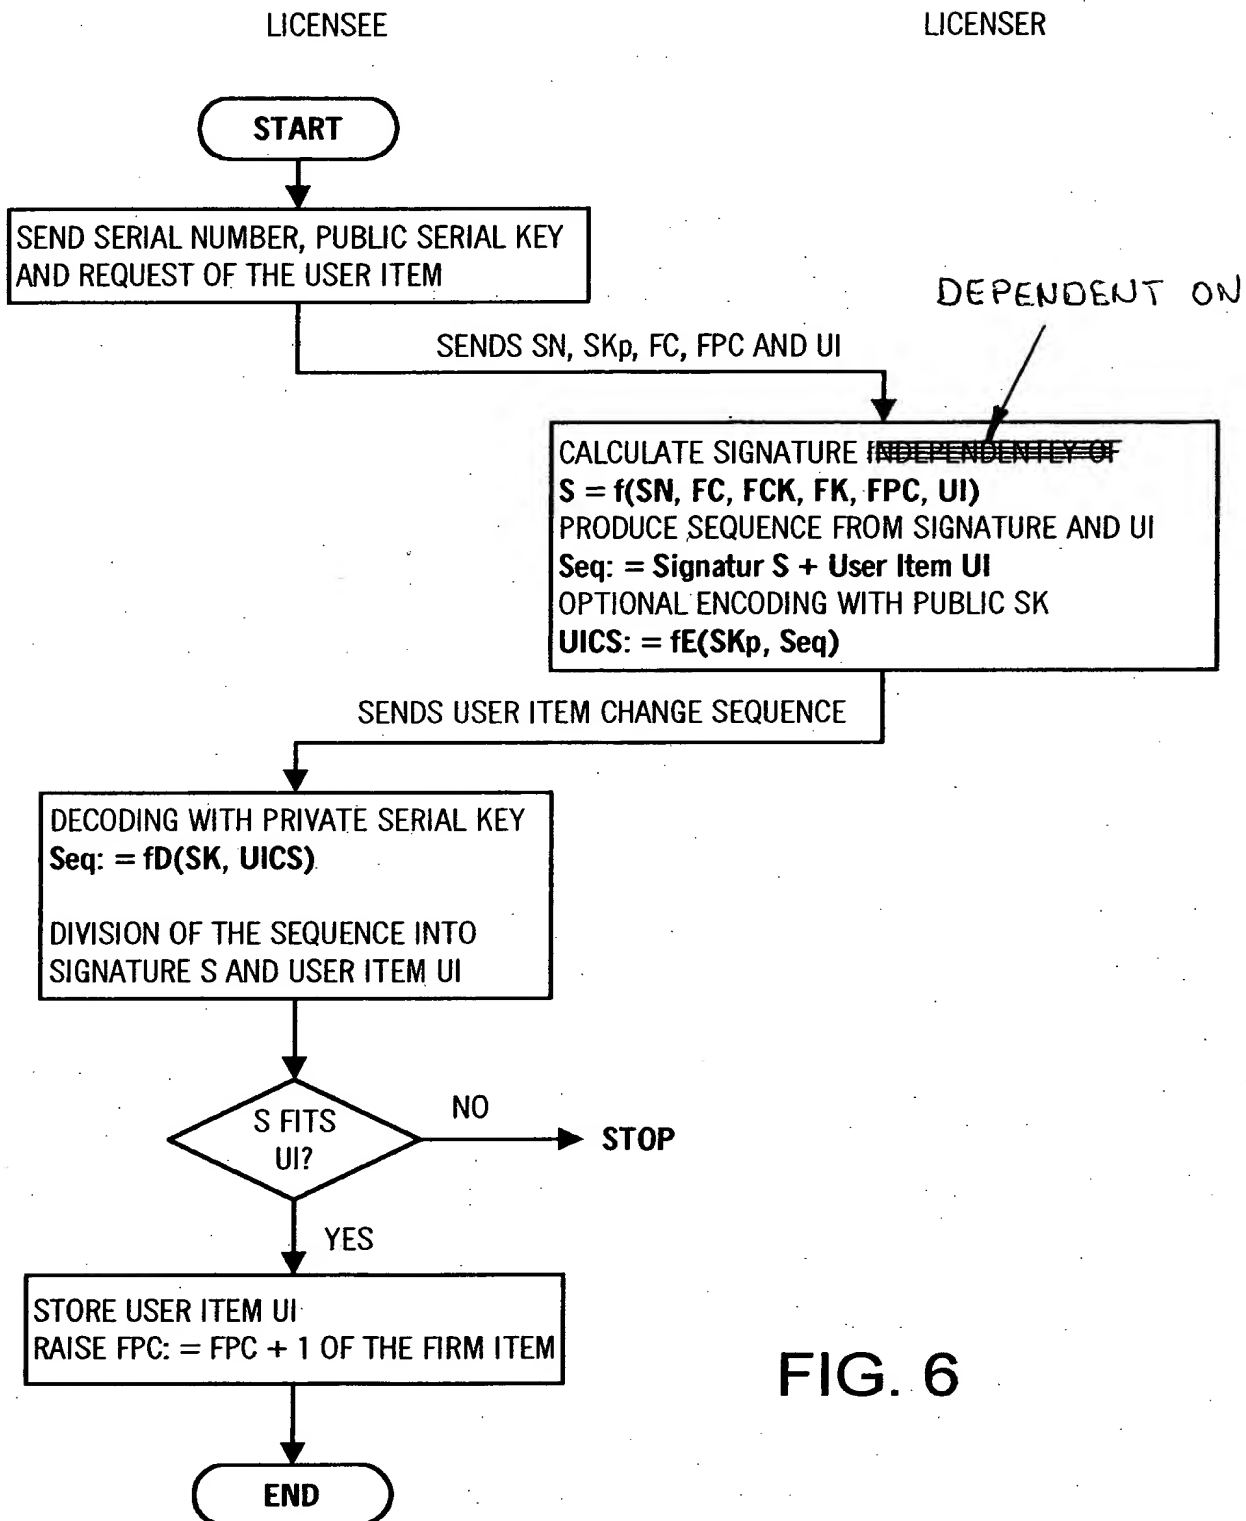 LICENSEE
LICENSER
START
SEND SERIAL NUMBER, PUBLIC SERIAL KEY
AND REQUEST OF THE USER ITEM
DEPENDENT ON
SENDS SN, SKp, FC, FPC AND UI
CALCULATE SIGNATURE INDEPENDENTLY OF
S = f(SN, FC, FCK, FK, FPC, UI)
PRODUCE SEQUENCE FROM SIGNATURE AND UI
Seq: = Signatur S + User Item UI
OPTIONAL ENCODING WITH PUBLIC SK
UICS: = fE(SKp, Seq)
SENDS USER ITEM CHANGE SEQUENCE
DECODING WITH PRIVATE SERIAL KEY
Seq: = fD(SK, UICS)
DIVISION OF THE SEQUENCE INTO
SIGNATURE S AND USER ITEM UI
S FITS
UI?
NO
STOP
YES
STORE USER ITEM UI
RAISE FPC: = FPC + 1 OF THE FIRM ITEM
FIG. 6
END